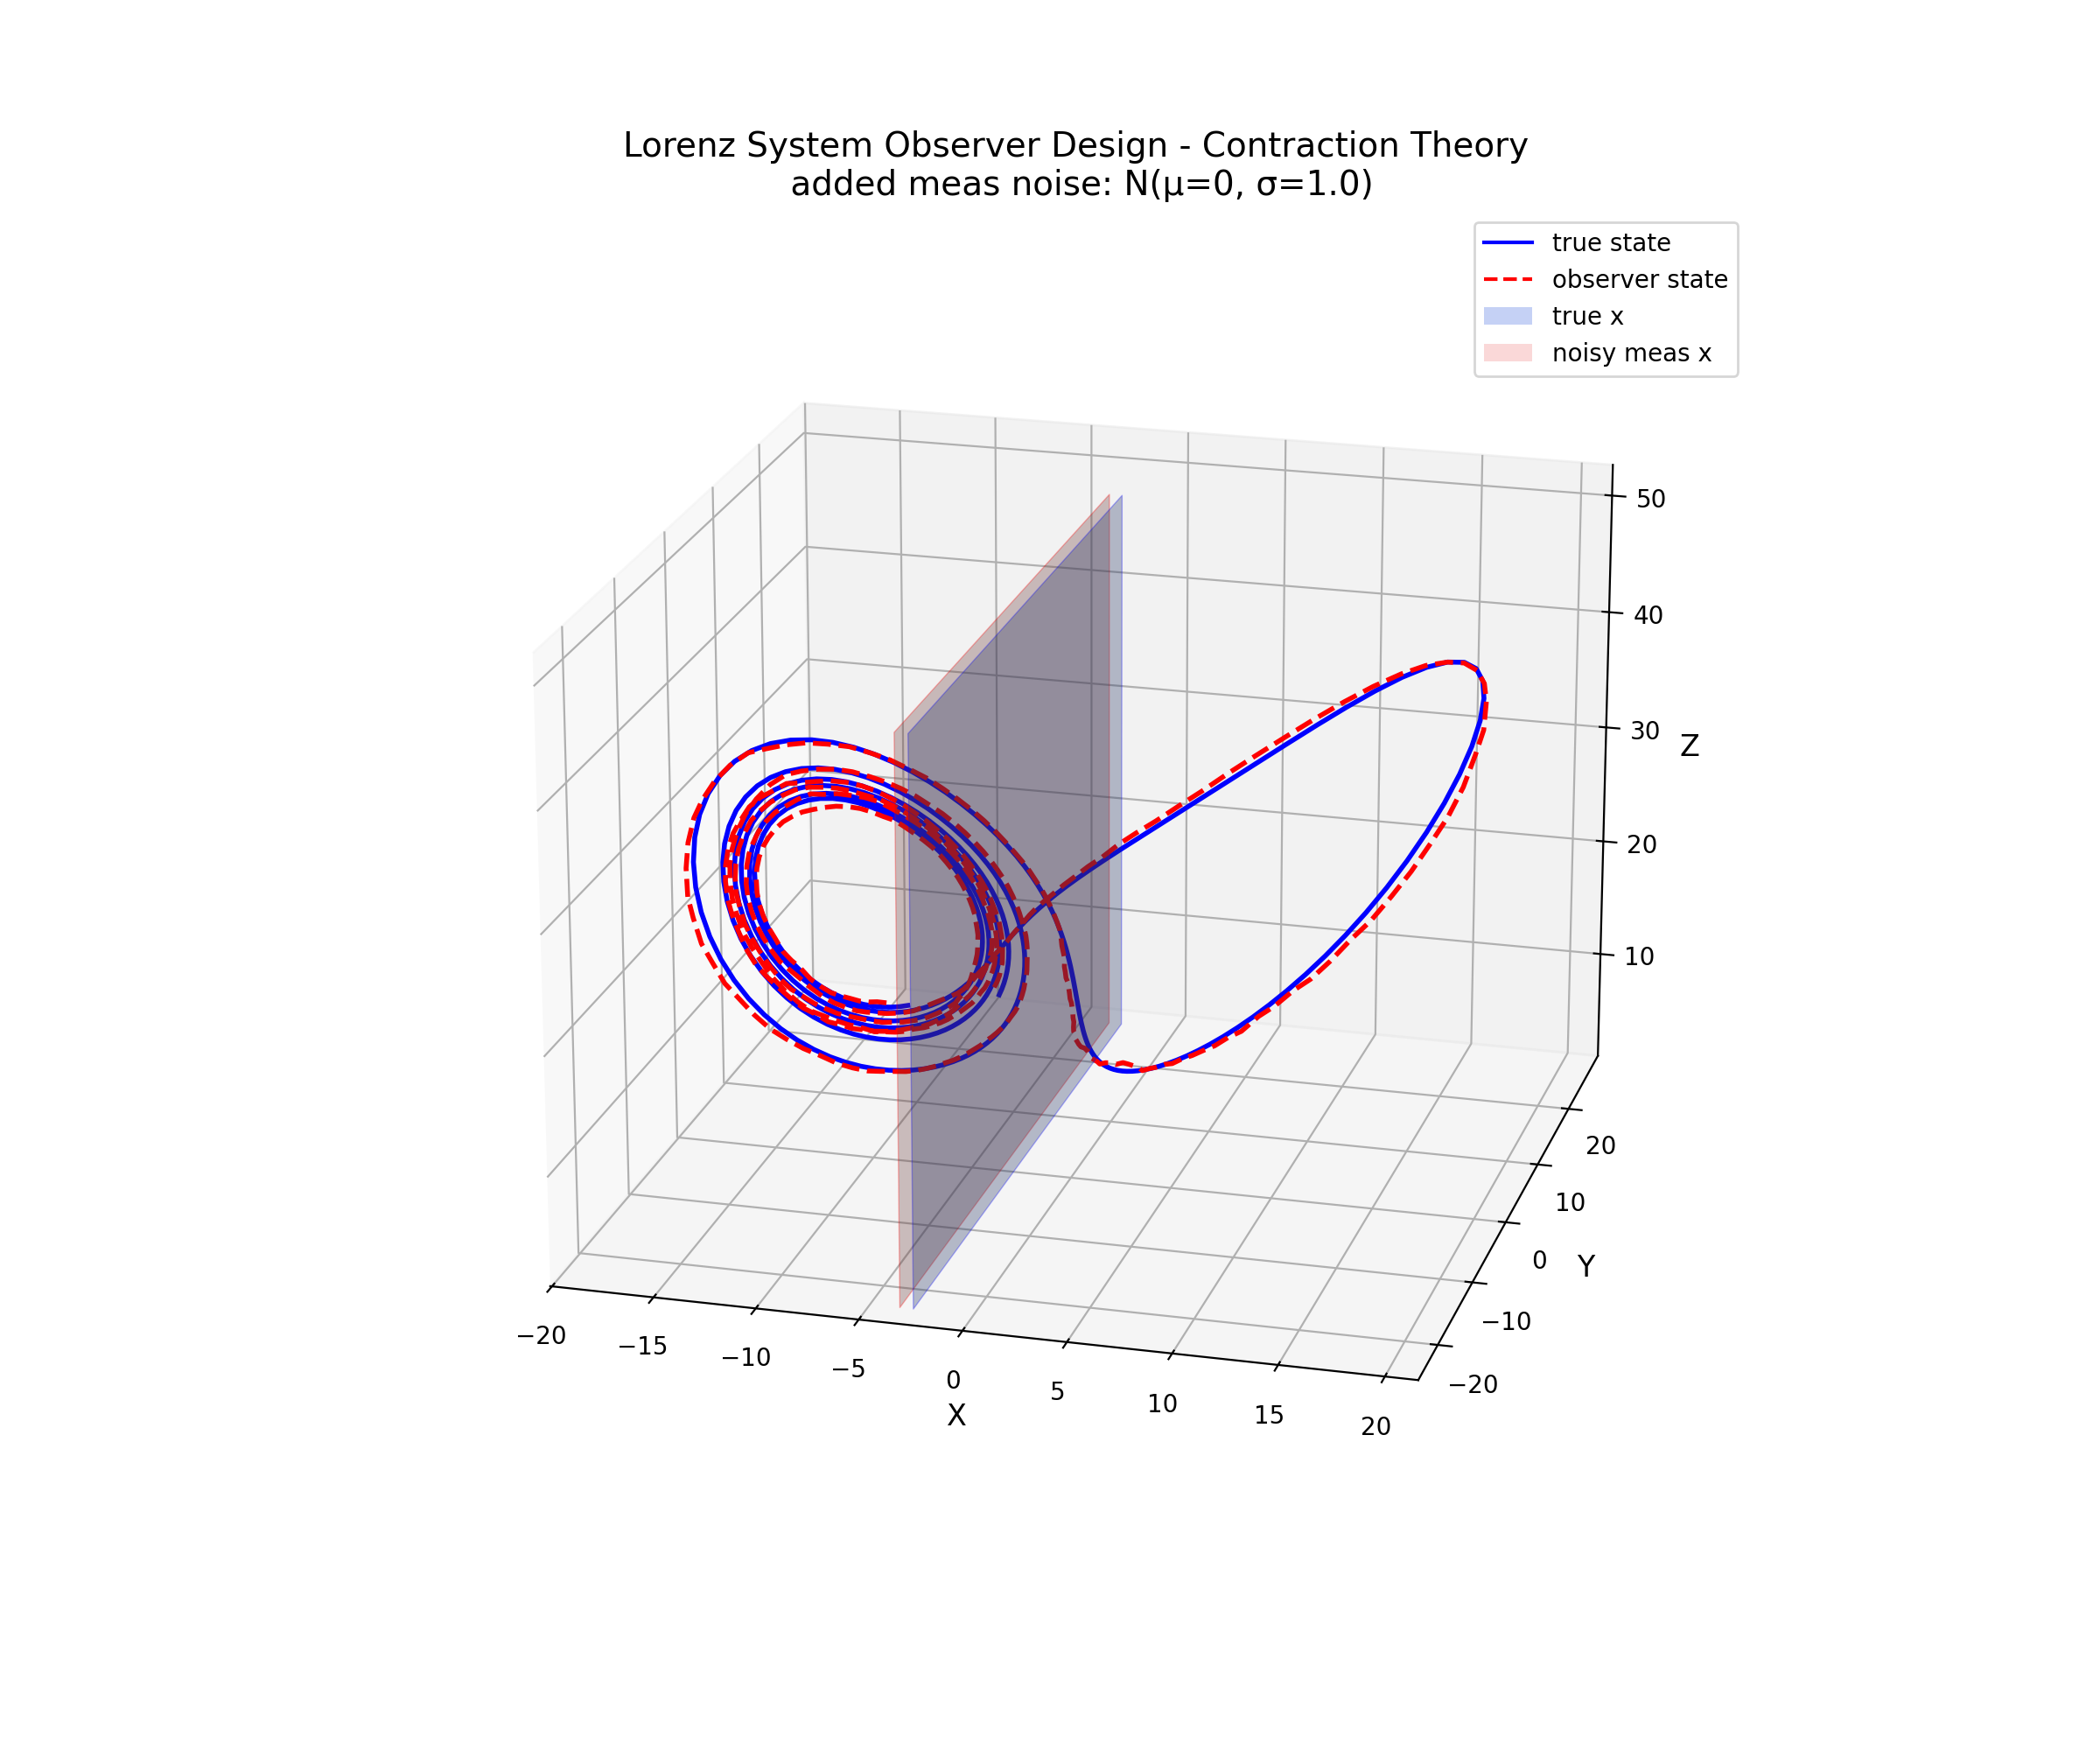 Lorenz System Observer Design - Contraction Theory
added meas noise: N(μ=0, σ=1.0)
true state
observer state
true x
noisy meas x
50
40
30
Z
20
10
20
10
0
Y
−10
−20
−20
−15
−10
−5
0
5
10
15
20
X